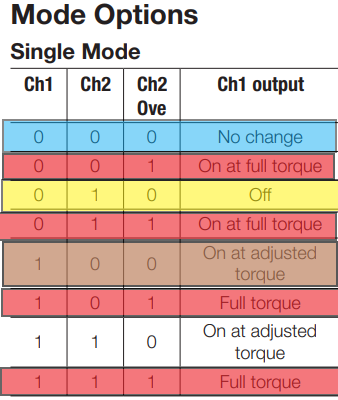 Mode Options
Single Mode
Ch1 Ch2 Ch2 Ch1 output
Ove
0 0 0 No change
0 0 1 On at full torque
0 1 0 Off
0 1 1 On at full torque
1 0 0 On at adjusted
torque
1 0 1 Full torque
1 1 0 On at adjusted
torque
1 1 1 Full torque